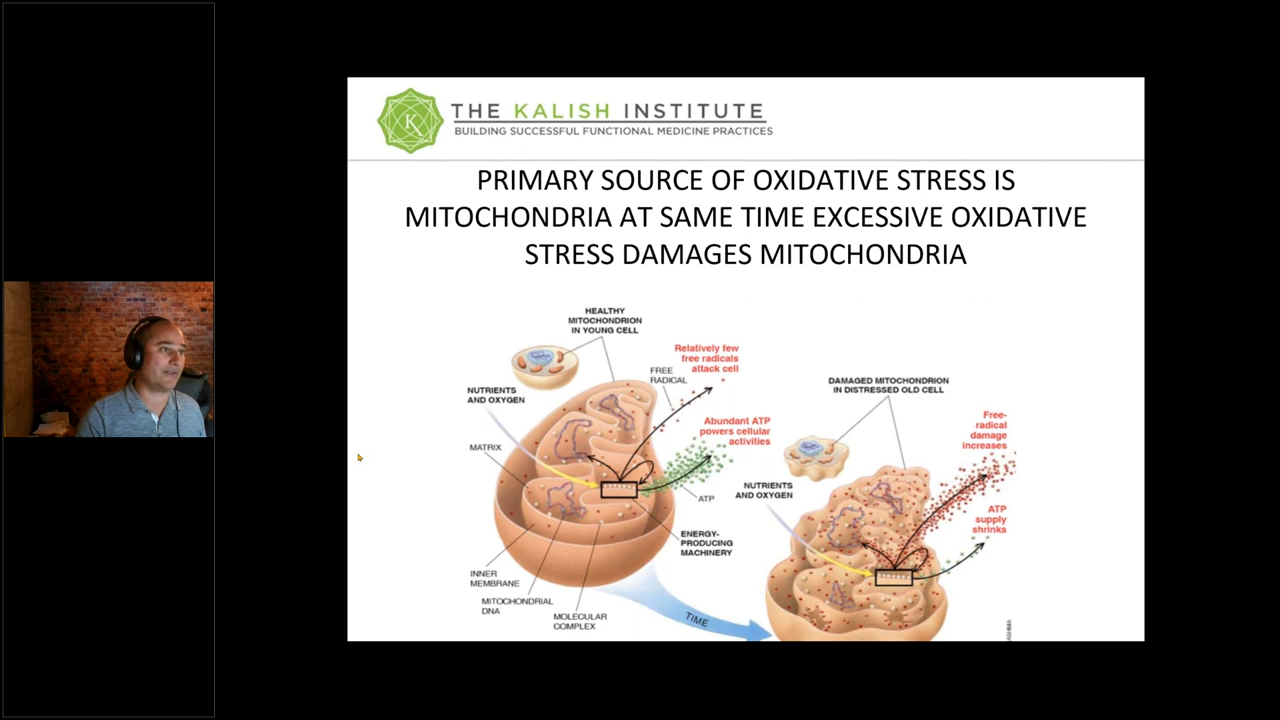 THE KALISH INSTITUTE
BUILDING SUCCESSFUL FUNCTIONAL MEDICINE PRACTICES
K
PRIMARY SOURCE OF OXIDATIVE STRESS IS
MITOCHONDRIA AT SAME TIME EXCESSIVE OXIDATIVE
STRESS DAMAGES MITOCHONDRIA
HEALTHY
MITOCHONDRION
IN YOUNG CELL
Relatively few
free radicals
attack cell
FREE
RADICAL
NUTRIENTS
AND OXYGEN
Abundant ATP
powers cellular
activities
MATRIX
ATP
ENERGY-
PRODUCING
MACHINERY
INNER
MEMBRANE
MITOCHONDRIAL
DNA
MOLECULAR
COMPLEX
TIME
DAMAGED MITOCHONDRION
IN DISTRESSED OLD CELL
Free-
radical
damage
increases
NUTRIENTS
AND OXYGEN
ATP
supply
shrinks